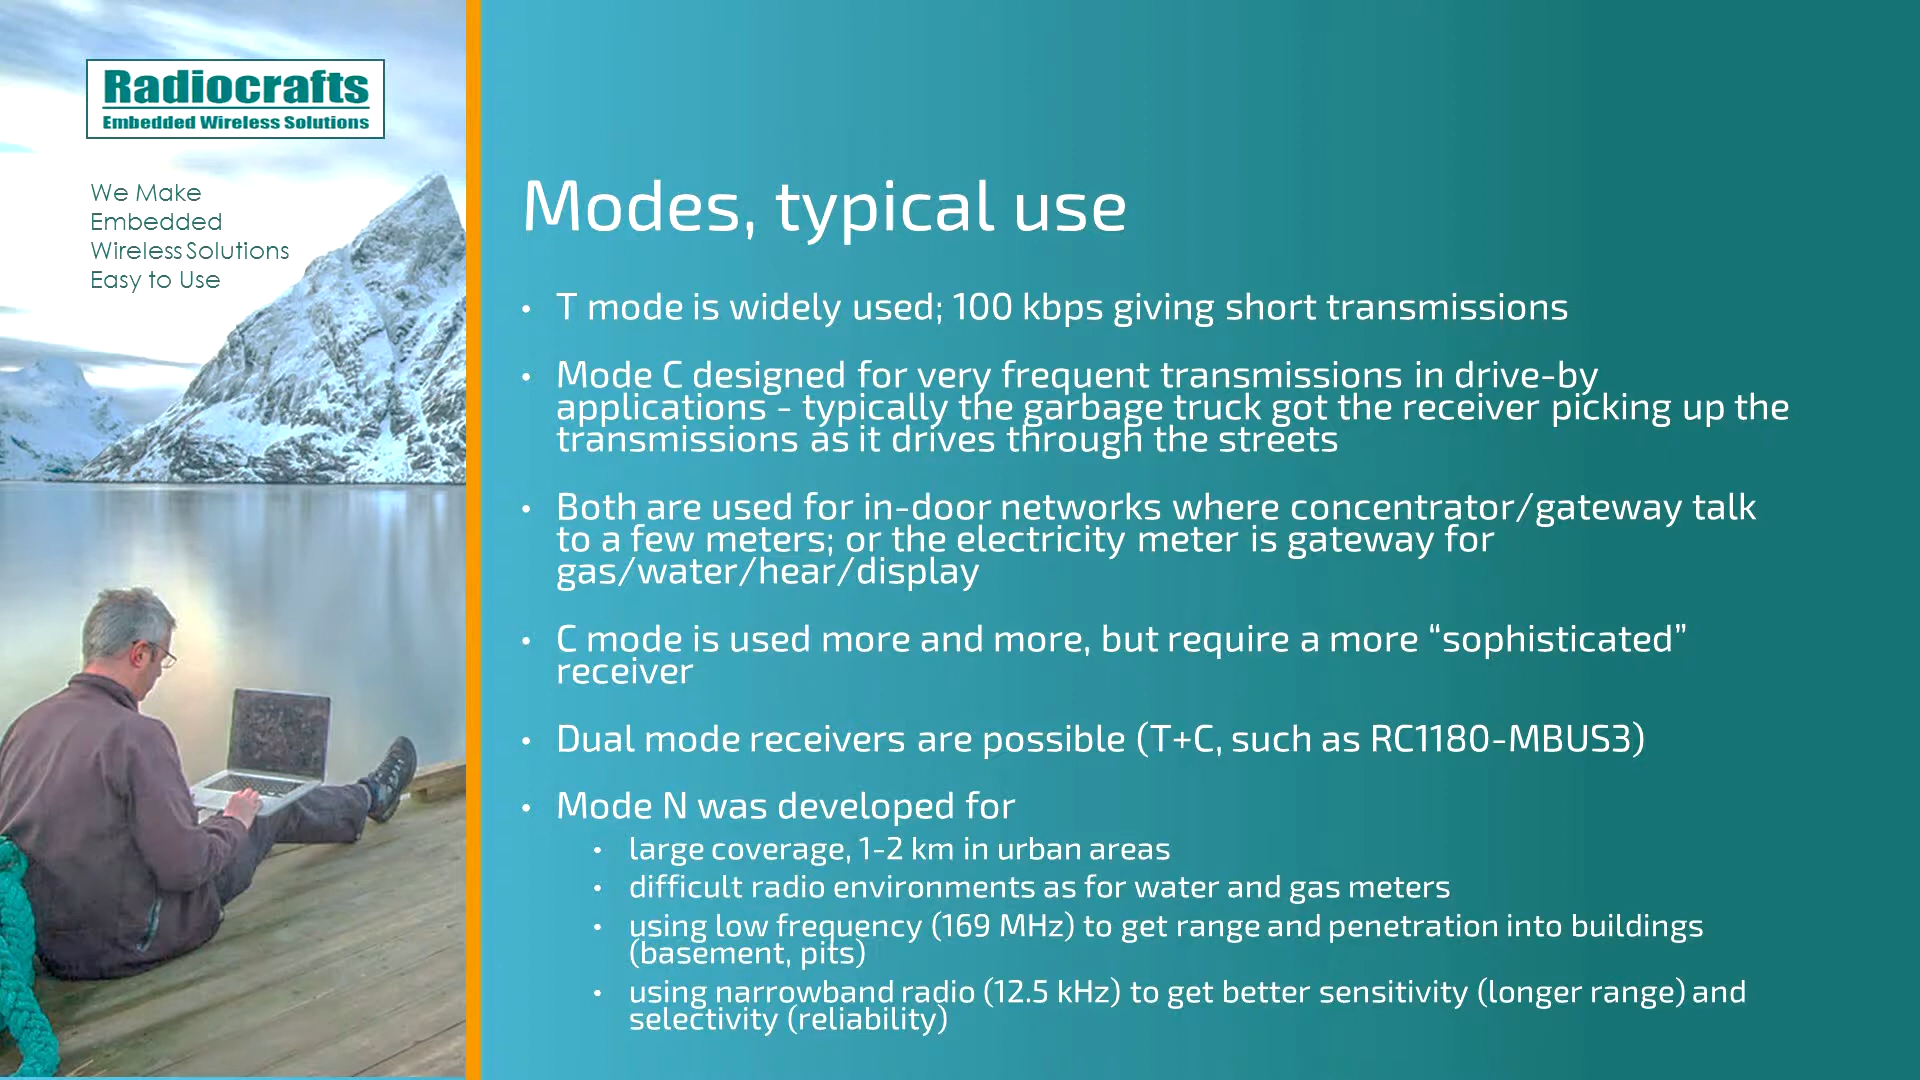 Radiocrafts
Embedded Wireless Solutions
We Make
Embedded
Wireless Solutions
Easy to Use
Modes, typical use
• T mode is widely used; 100 kbps giving short transmissions
• Mode C designed for very frequent transmissions in drive-by
applications - typically the garbage truck got the receiver picking up the
transmissions as it drives through the streets
• Both are used for in-door networks where concentrator/gateway talk
to a few meters; or the electricity meter is gateway for
gas/water/hear/display
• C mode is used more and more, but require a more “sophisticated”
receiver
• Dual mode receivers are possible (T+C, such as RC1180-MBUS3)
• Mode N was developed for
• large coverage, 1-2 km in urban areas
• difficult radio environments as for water and gas meters
• using low frequency (169 MHz) to get range and penetration into buildings
(basement, pits)
• using narrowband radio (12.5 kHz) to get better sensitivity (longer range) and
selectivity (reliability)